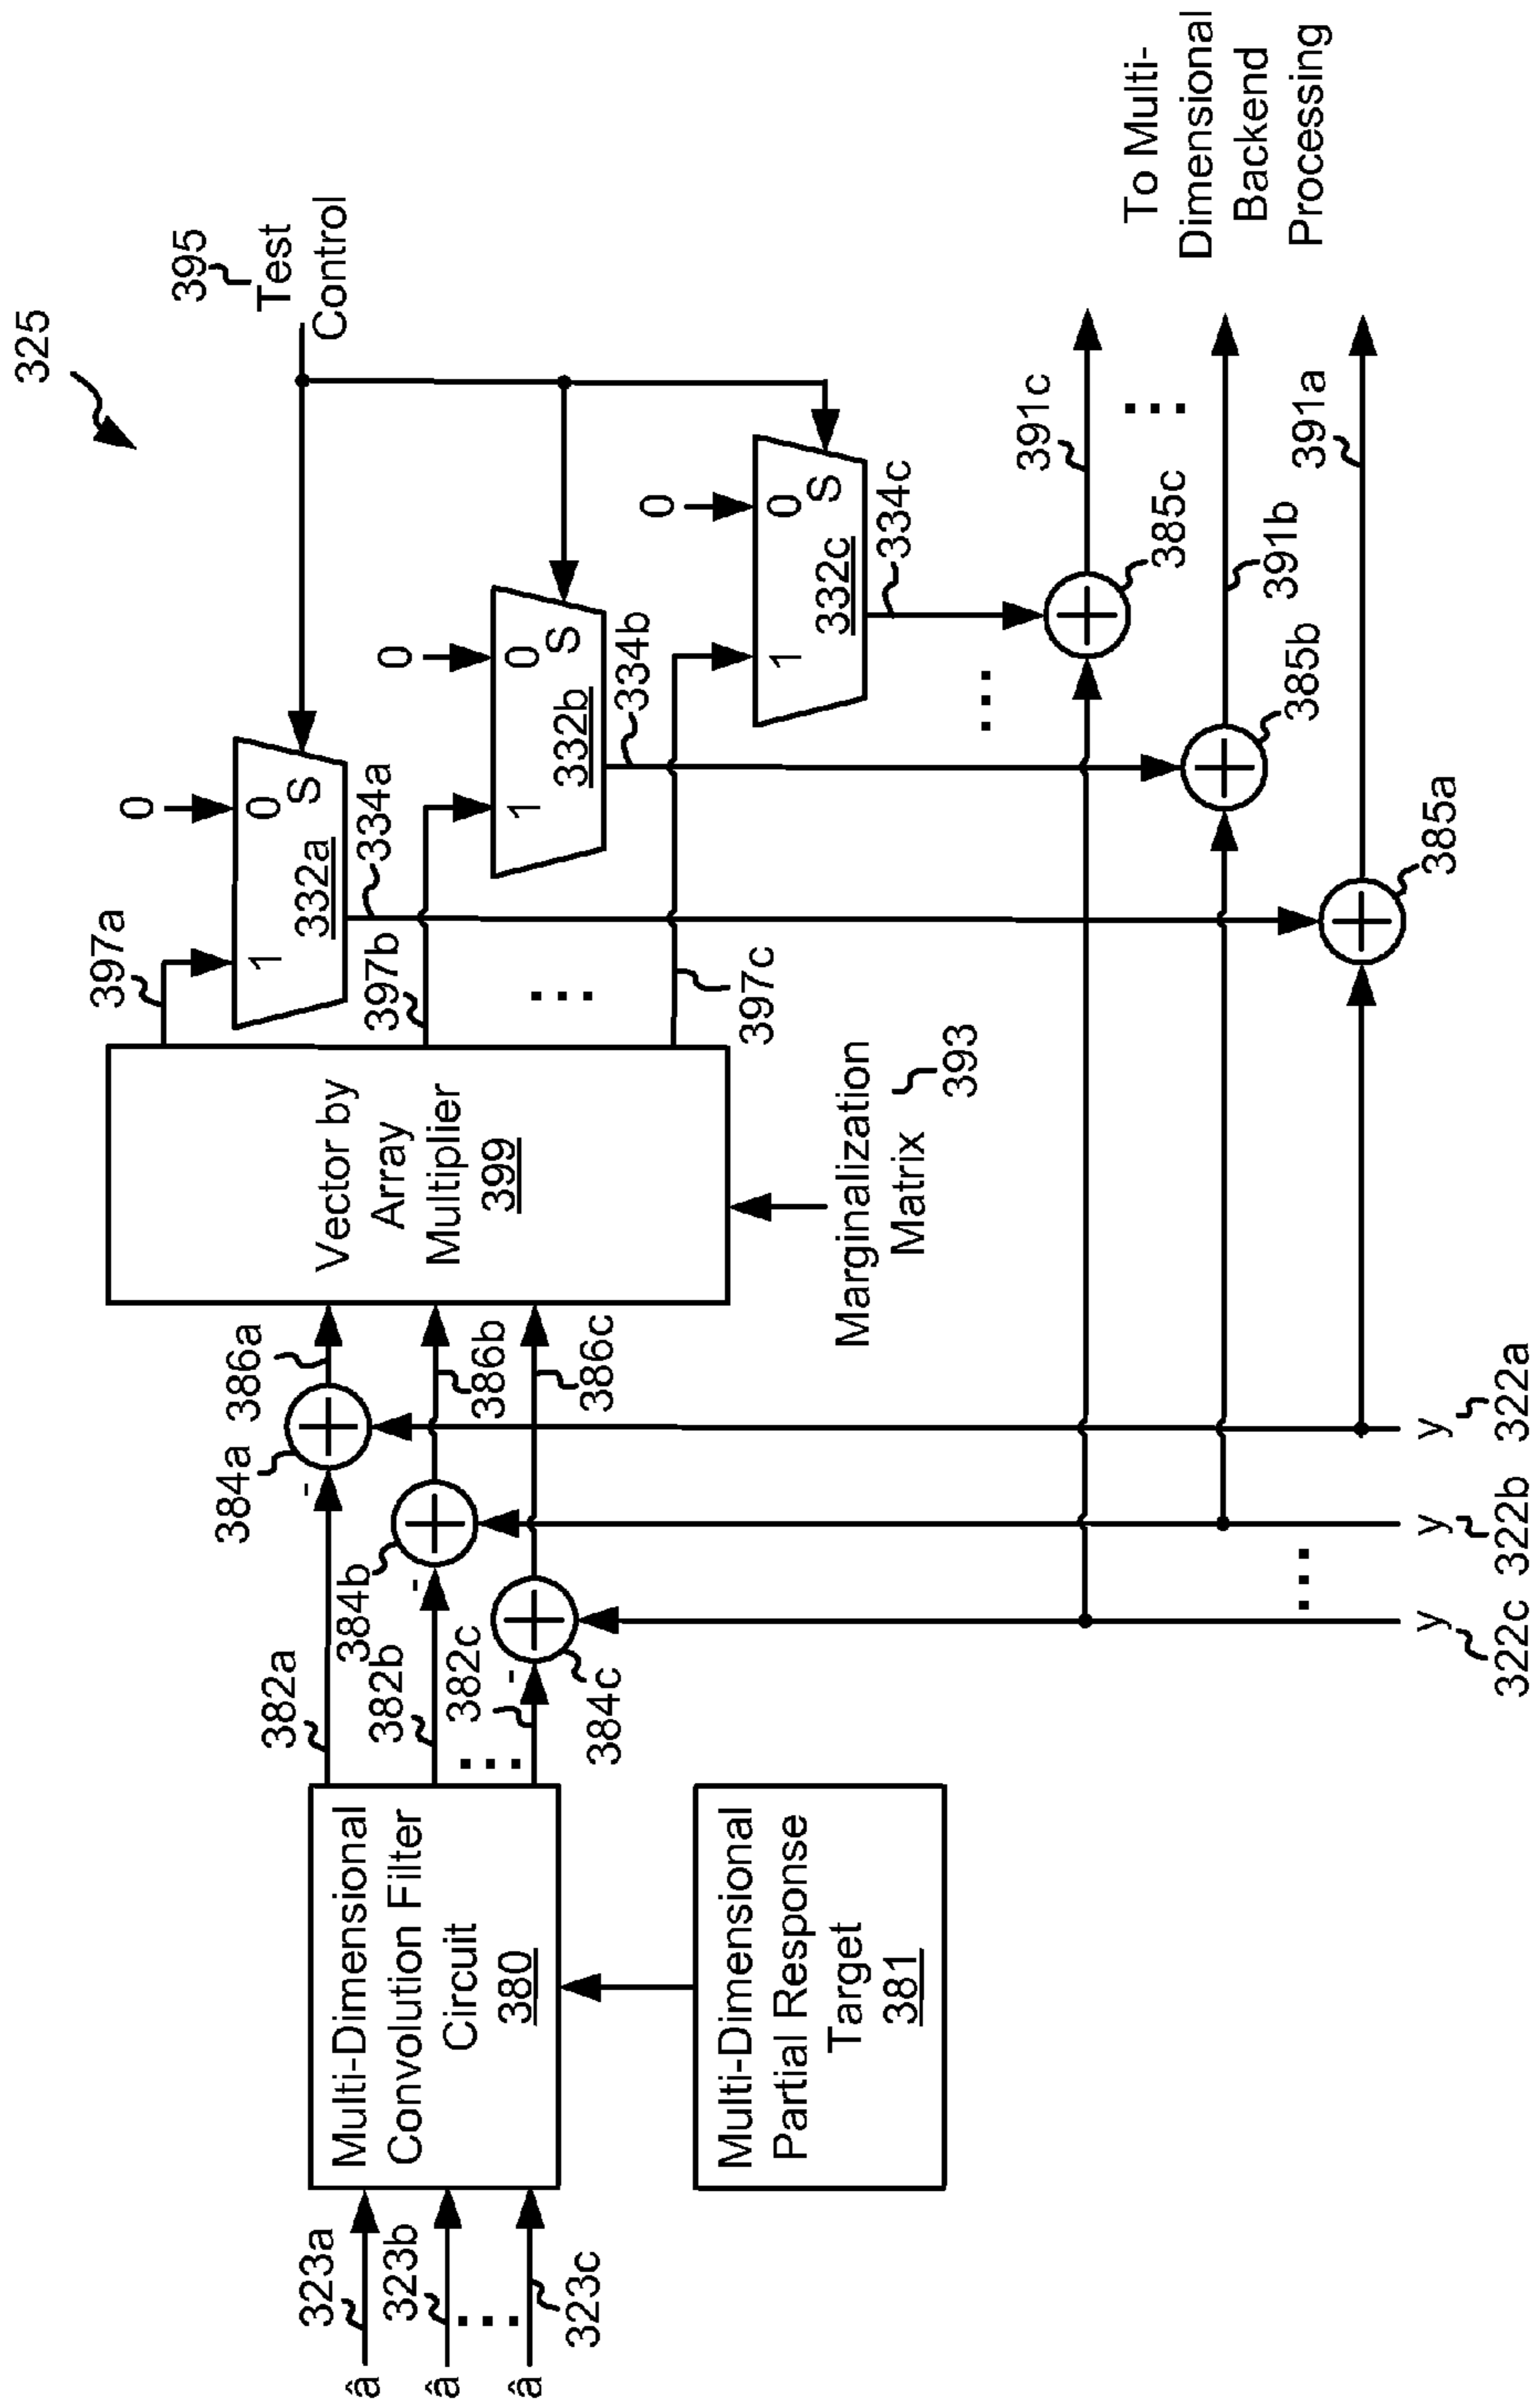 325
395
Test
Control
397a
0
1
0
S
332a
334a
397b
0
1
0
S
332b
334b
397c
0
1
0
S
332c
334c
...
...
Vector by
Array
Multiplier
399
Marginalization
Matrix
393
384a
-
386a
384b
-
386b
384c
-
386c
382a
382b
382c
...
Multi-Dimensional
Convolution Filter
Circuit
380
Multi-Dimensional
Partial Response
Target
381
â
323a
â
323b
...
â
323c
y
322c
...
y
322b
y
322a
385c
391c
385b
391b
...
385a
391a
To Multi-
Dimensional
Backend
Processing